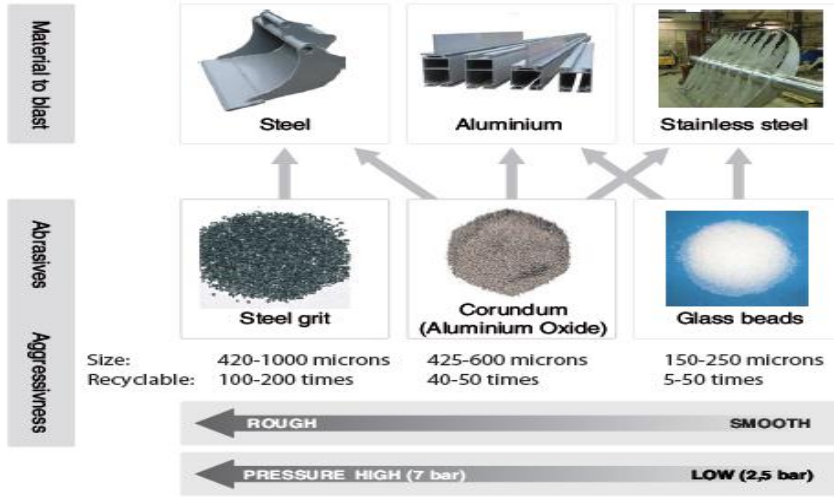 Material to blast
Steel
Aluminium
Stainless steel
Abrasives
Steel grit
Corundum
(Aluminium Oxide)
Glass beads
Aggressivness
Size: 420-1000 microns 425-600 microns 150-250 microns
Recyclable: 100-200 times 40-50 times 5-50 times
ROUGH SMOOTH
PRESSURE HIGH (7 bar) LOW (2,5 bar)